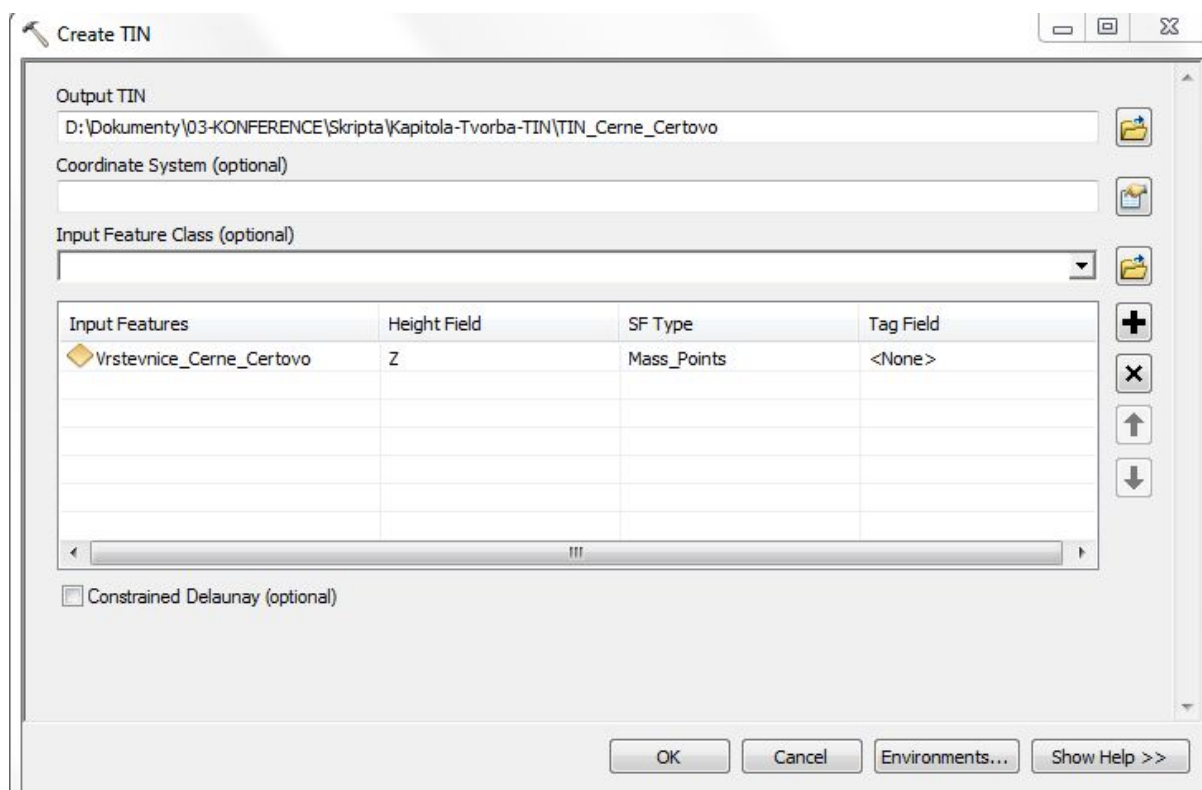 Create TIN
Output TIN
D:\Dokumenty\03-KONFERENCE\Skripta\Kapitola-Tvorba-TIN\TIN_Cerne_Certovo
Coordinate System (optional)
Input Feature Class (optional)
Input Features Height Field SF Type Tag Field
Vrstevnice_Cerne_Certovo Z Mass_Points <None>
Constrained Delaunay (optional)
OK Cancel Environments... Show Help >>